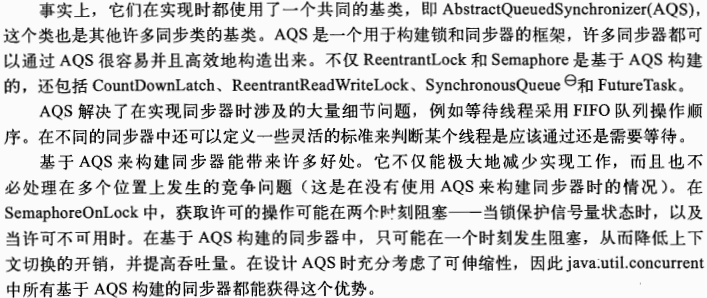 事实上，它们在实现时都使用了一个共同的基类，即 AbstractQueuedSynchronizer(AQS)，
这个类也是其他许多同步类的基类。AQS 是一个用于构建锁和同步器的框架，许多同步器都可
以通过 AQS 很容易并且高效地构造出来。不仅 ReentrantLock 和 Semaphore 是基于 AQS 构建
的，还包括 CountDownLatch、ReentrantReadWriteLock、SynchronousQueue ⊖和 FutureTask。
AQS 解决了在实现同步器时涉及的大量细节问题，例如等待线程采用 FIFO 队列操作顺
序。在不同的同步器中还可以定义一些灵活的标准来判断某个线程是应该通过还是需要等待。
基于 AQS 来构建同步器能带来许多好处。它不仅能极大地减少实现工作，而且也不
必处理在多个位置上发生的竞争问题（这是在没有使用 AQS 来构建同步器时的情况）。在
SemaphoreOnLock 中，获取许可的操作可能在两个时刻阻塞——当锁保护信号量状态时，以及
当许可不可用时。在基于 AQS 构建的同步器中，只可能在一个时刻发生阻塞，从而降低上下
文切换的开销，并提高吞吐量。在设计 AQS 时充分考虑了可伸缩性，因此 java.util.concurrent
中所有基于 AQS 构建的同步器都能获得这个优势。